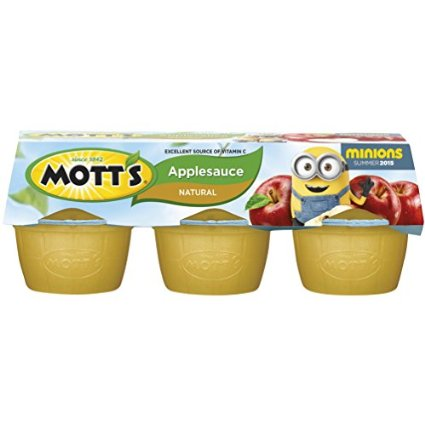 since 1842
MOTT'S
EXCELLENT SOURCE OF VITAMIN C
Applesauce
NATURAL
MINIONS
SUMMER 2015
MOTT'S
MOTT'S
MOTT'S